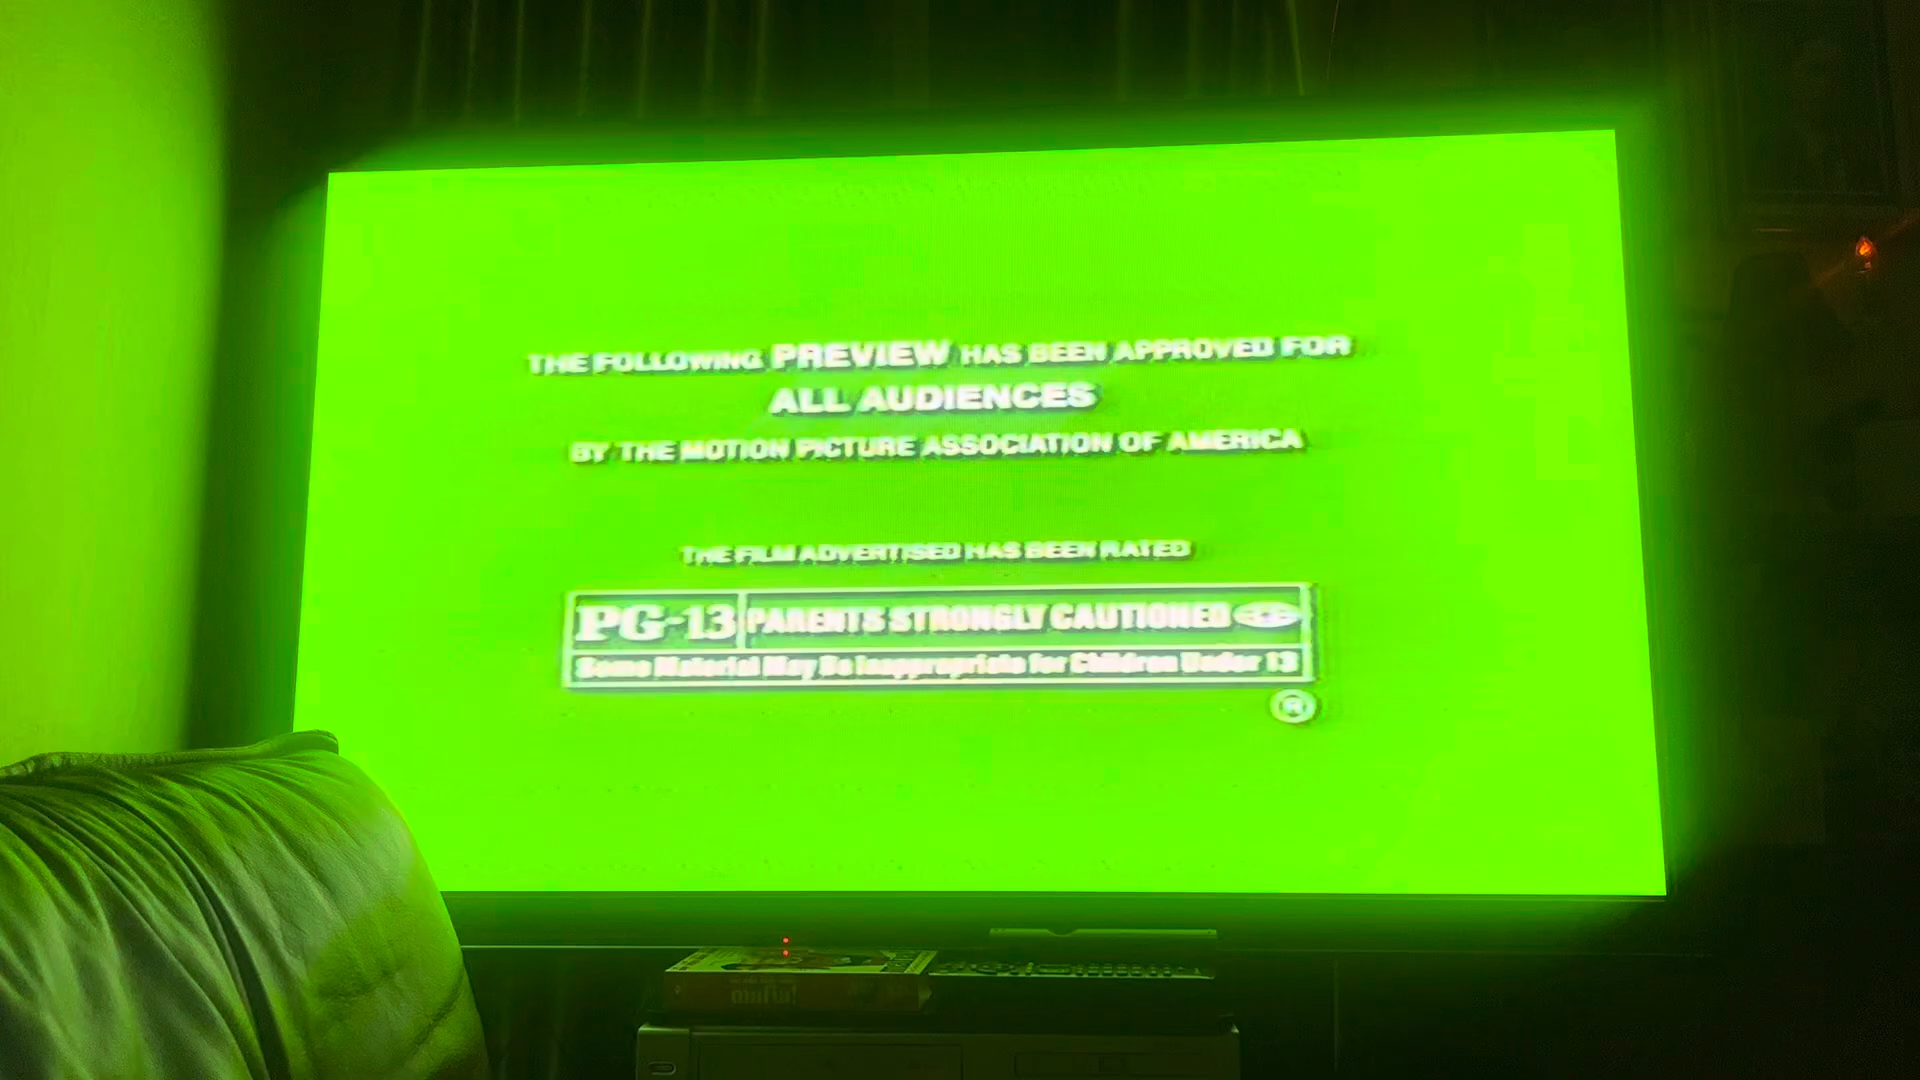 THE FOLLOWING PREVIEW HAS BEEN APPROVED FOR
ALL AUDIENCES
BY THE MOTION PICTURE ASSOCIATION OF AMERICA
THE FILM ADVERTISED HAS BEEN RATED
PG-13 PARENTS STRONGLY CAUTIONED
Some Material May Be Inappropriate for Children Under 13
®